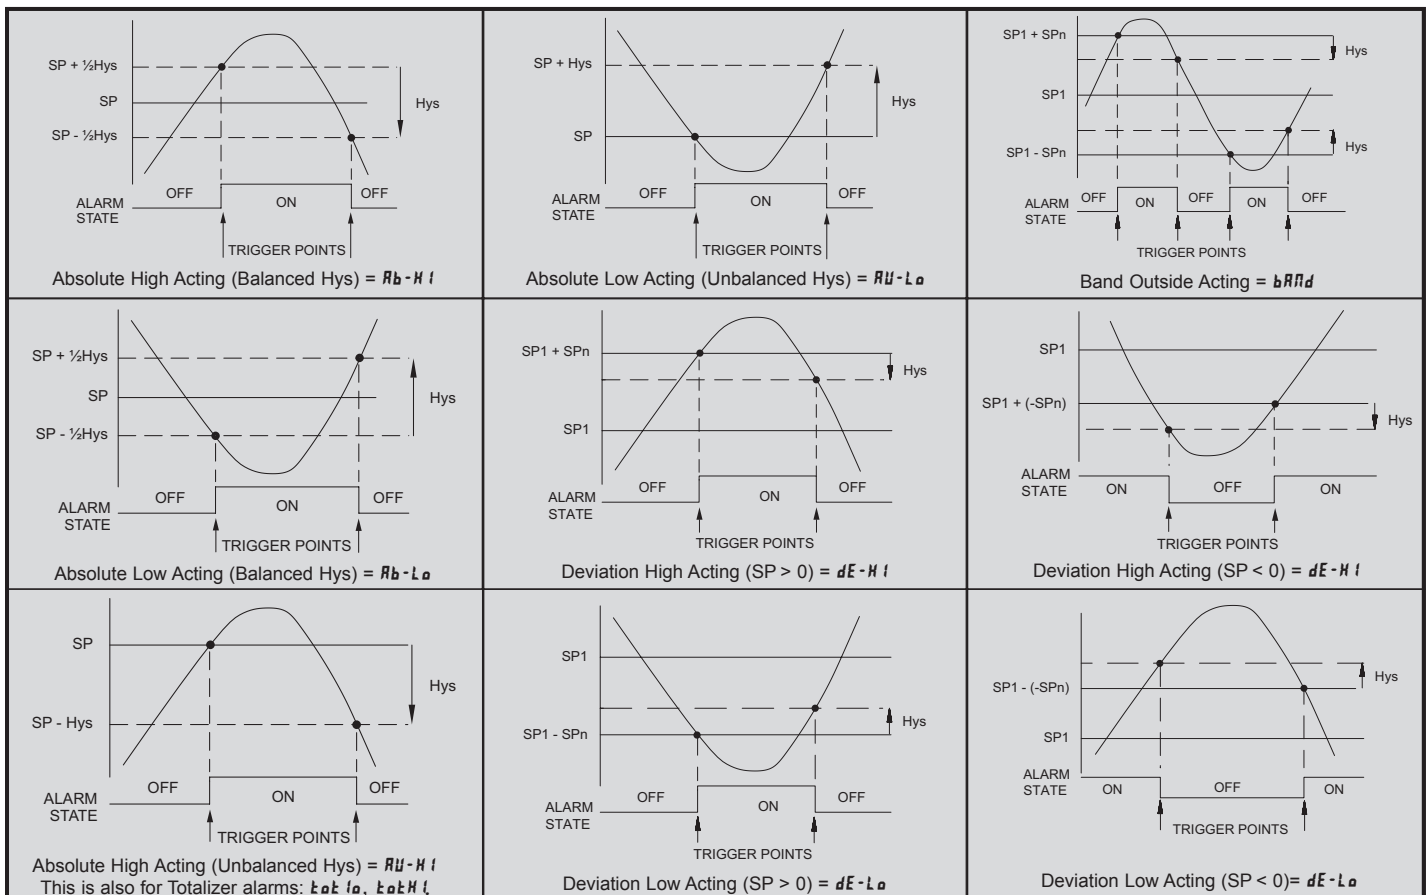 SP + ½Hys
SP
SP - ½Hys
Hys
OFF
ON
OFF
ALARM
STATE
TRIGGER POINTS
Absolute High Acting (Balanced Hys) = Ab-HI
SP + Hys
SP
Hys
OFF
ON
OFF
ALARM
STATE
TRIGGER POINTS
Absolute Low Acting (Unbalanced Hys) = AU-Lo
SP1 + SPn
SP1
SP1 - SPn
Hys
Hys
OFF
ON
OFF
ON
OFF
ALARM
STATE
TRIGGER POINTS
Band Outside Acting = bANd
SP + ½Hys
SP
SP - ½Hys
Hys
OFF
ON
OFF
ALARM
STATE
TRIGGER POINTS
Absolute Low Acting (Balanced Hys) = Ab-Lo
SP1 + SPn
SP1
Hys
OFF
ON
OFF
ALARM
STATE
TRIGGER POINTS
Deviation High Acting (SP > 0) = dE-HI
SP1
SP1 + (-SPn)
Hys
ON
OFF
ON
ALARM
STATE
TRIGGER POINTS
Deviation High Acting (SP < 0) = dE-HI
SP
SP - Hys
Hys
OFF
ON
OFF
ALARM
STATE
TRIGGER POINTS
Absolute High Acting (Unbalanced Hys) = AU-HI
This is also for Totalizer alarms: totlo, totHI
SP1
SP1 - SPn
Hys
OFF
ON
OFF
ALARM
STATE
TRIGGER POINTS
Deviation Low Acting (SP > 0) = dE-Lo
SP1 - (-SPn)
SP1
Hys
ON
OFF
ON
ALARM
STATE
TRIGGER POINTS
Deviation Low Acting (SP < 0)= dE-Lo